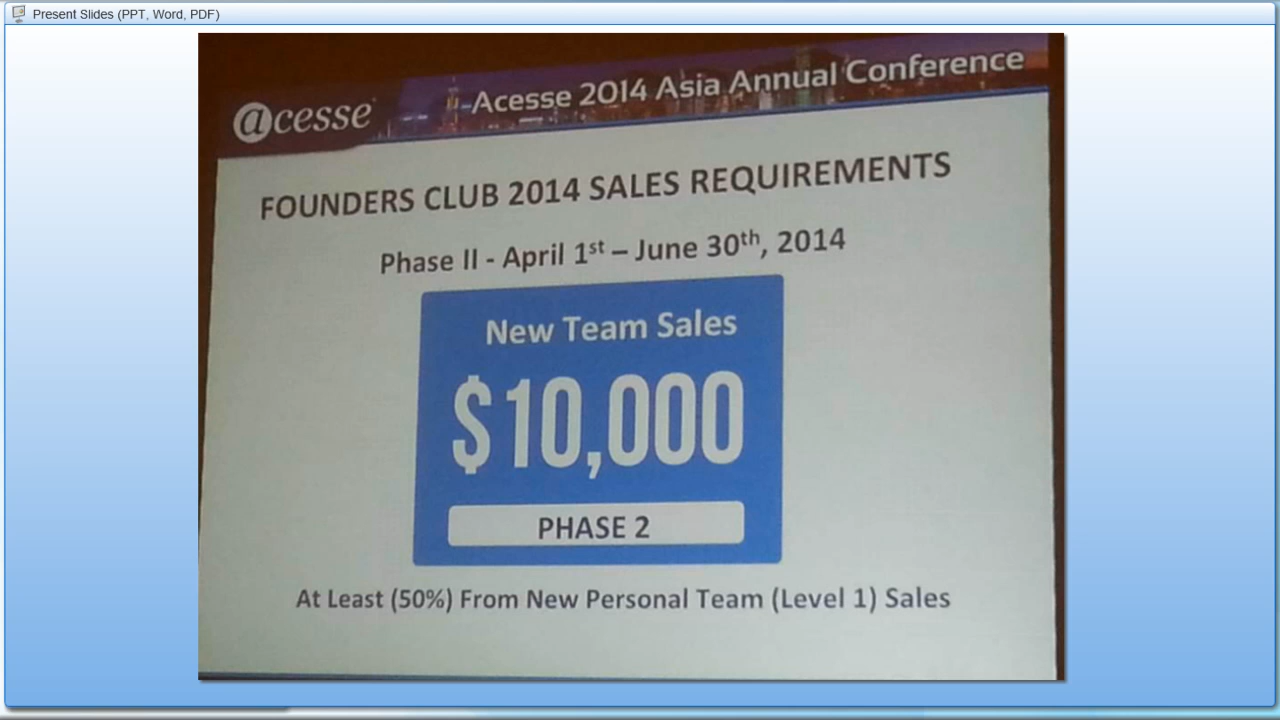 Present Slides (PPT, Word, PDF)
acesse
Acesse 2014 Asia Annual Conference
FOUNDERS CLUB 2014 SALES REQUIREMENTS
Phase II - April 1st – June 30th, 2014
New Team Sales
$10,000
PHASE 2
At Least (50%) From New Personal Team (Level 1) Sales